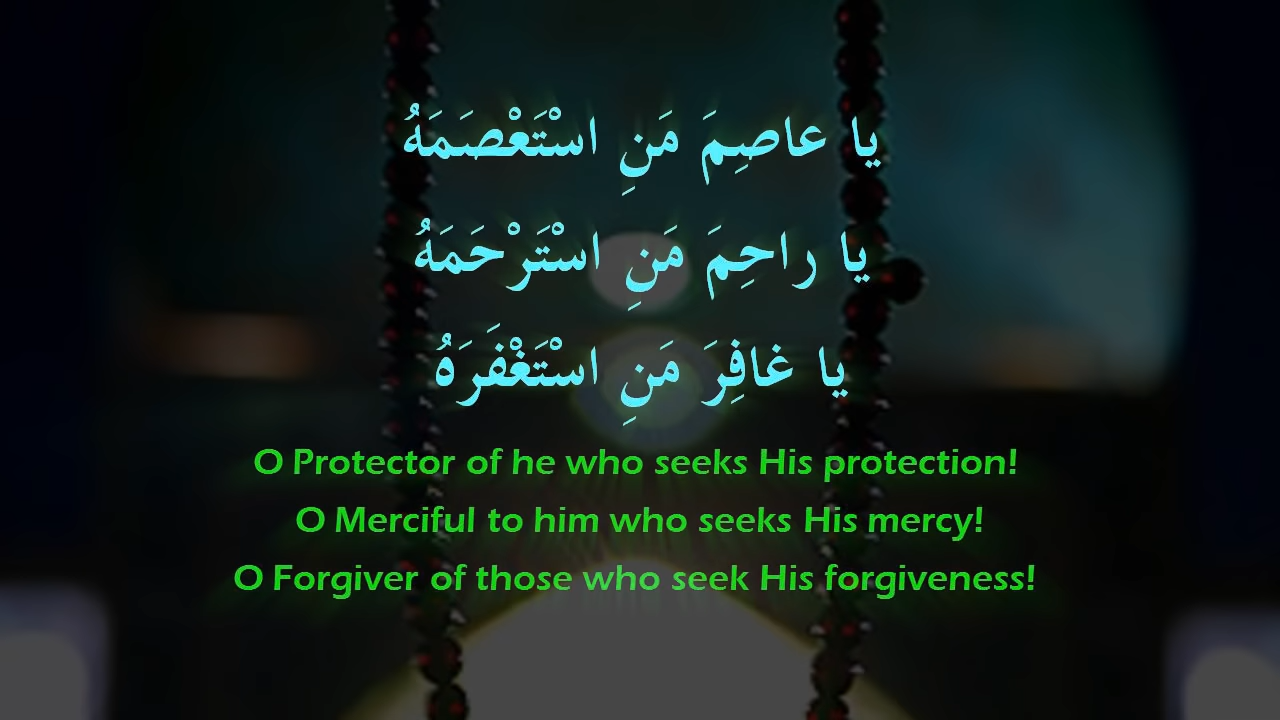 يا عاصِمَ مَنِ اسْتَعْصَمَهُ
يا راحِمَ مَنِ اسْتَرْحَمَهُ
يا غافِرَ مَنِ اسْتَغْفَرَهُ
O Protector of he who seeks His protection!
O Merciful to him who seeks His mercy!
O Forgiver of those who seek His forgiveness!